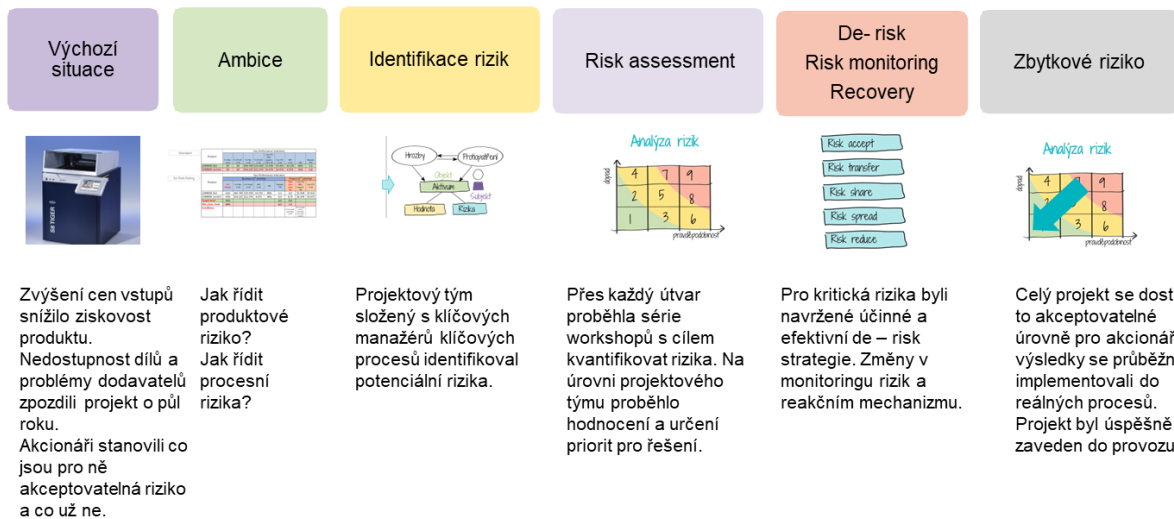 Výchozí
situace
Ambice
Identifikace rizik
Risk assessment
De- risk
Risk monitoring
Recovery
Zbytkové riziko
Hrozby
Protiopatření
Objekt
Aktivum
Subjekt
Hodnota
Rizika
Analýza rizik
dopad
4 7 9
2 5 8
1 3 6
pravděpodobnost
Risk accept
Risk transfer
Risk share
Risk spread
Risk reduce
Analýza rizik
dopad
4 7 9
2 8
3 6
pravděpodobnost
Zvýšení cen vstupů
snížilo ziskovost
produktu.
Nedostupnost dílů a
problémy dodavatelů
zpozdili projekt o půl
roku.
Akcionáři stanovili co
jsou pro ně
akceptovatelná riziko
a co už ne.
Jak řídit
produktové
riziko?
Jak řídit
procesní
rizika?
Projektový tým
složený s klíčových
manažérů klíčových
procesů identifikoval
potenciální rizika.
Přes každý útvar
proběhla série
workshopů s cílem
kvantifikovat rizika. Na
úrovni projektového
týmu proběhlo
hodnocení a určení
priorit pro řešení.
Pro kritická rizika byli
navržené účinné a
efektivní de – risk
strategie. Změny v
monitoringu rizik a
reakčním mechanizmu.
Celý projekt se dost
to akceptovatelné
úrovně pro akcionář
výsledky se průběžn
implementovali do
reálných procesů.
Projekt byl úspěšně
zaveden do provozu